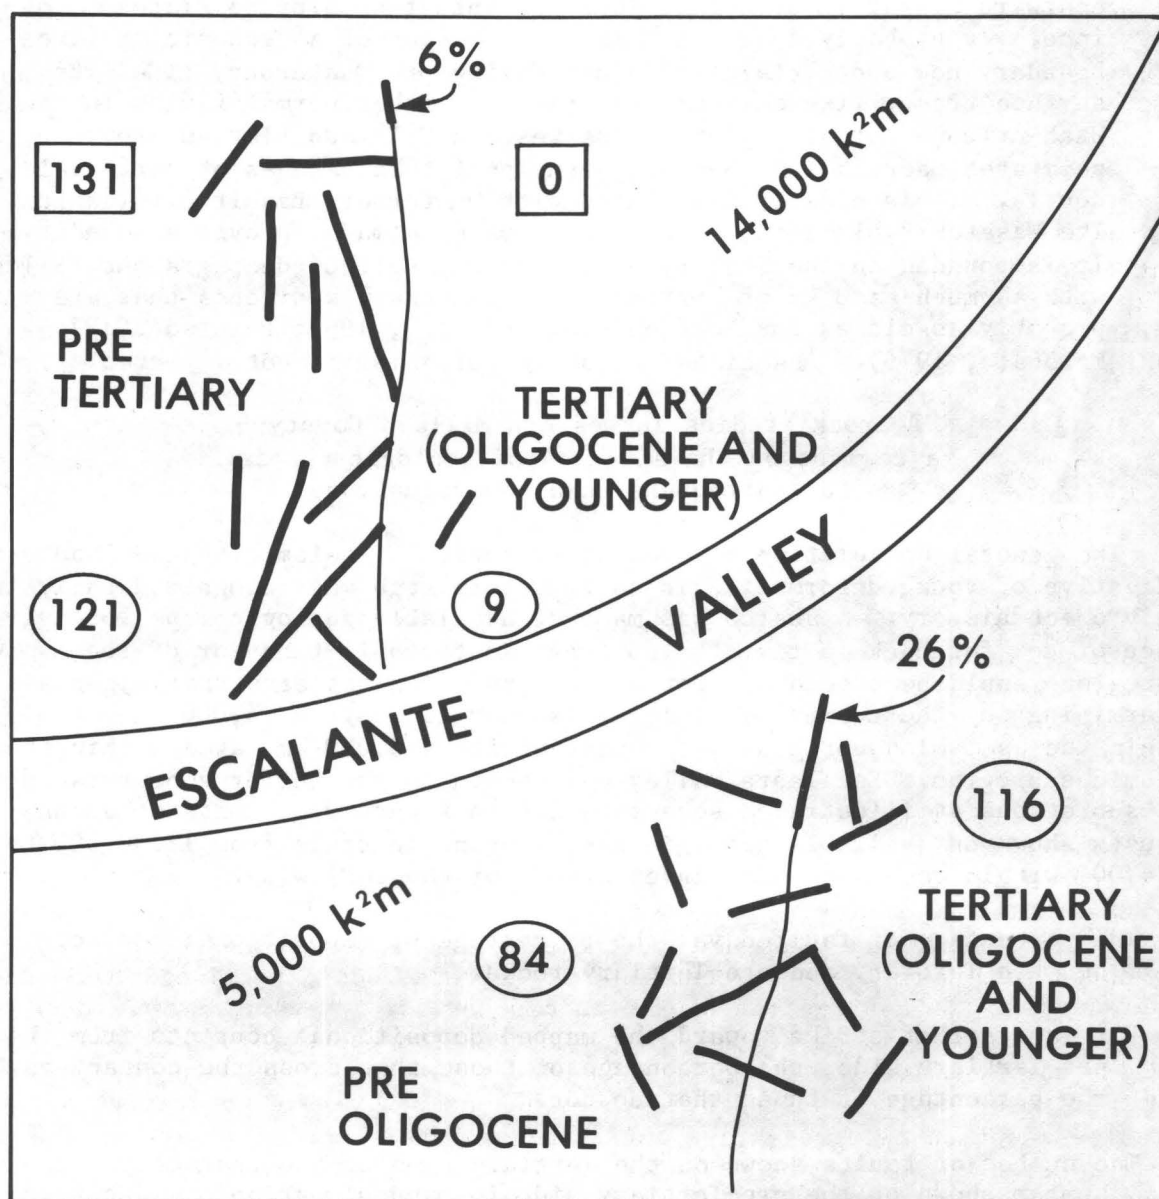 6%
131
0
14,000 k²m
PRE
TERTIARY
TERTIARY
(OLIGOCENE AND
YOUNGER)
121
9
ESCALANTE VALLEY
26%
116
5,000 k²m
84
TERTIARY
(OLIGOCENE
AND
YOUNGER)
PRE
OLIGOCENE